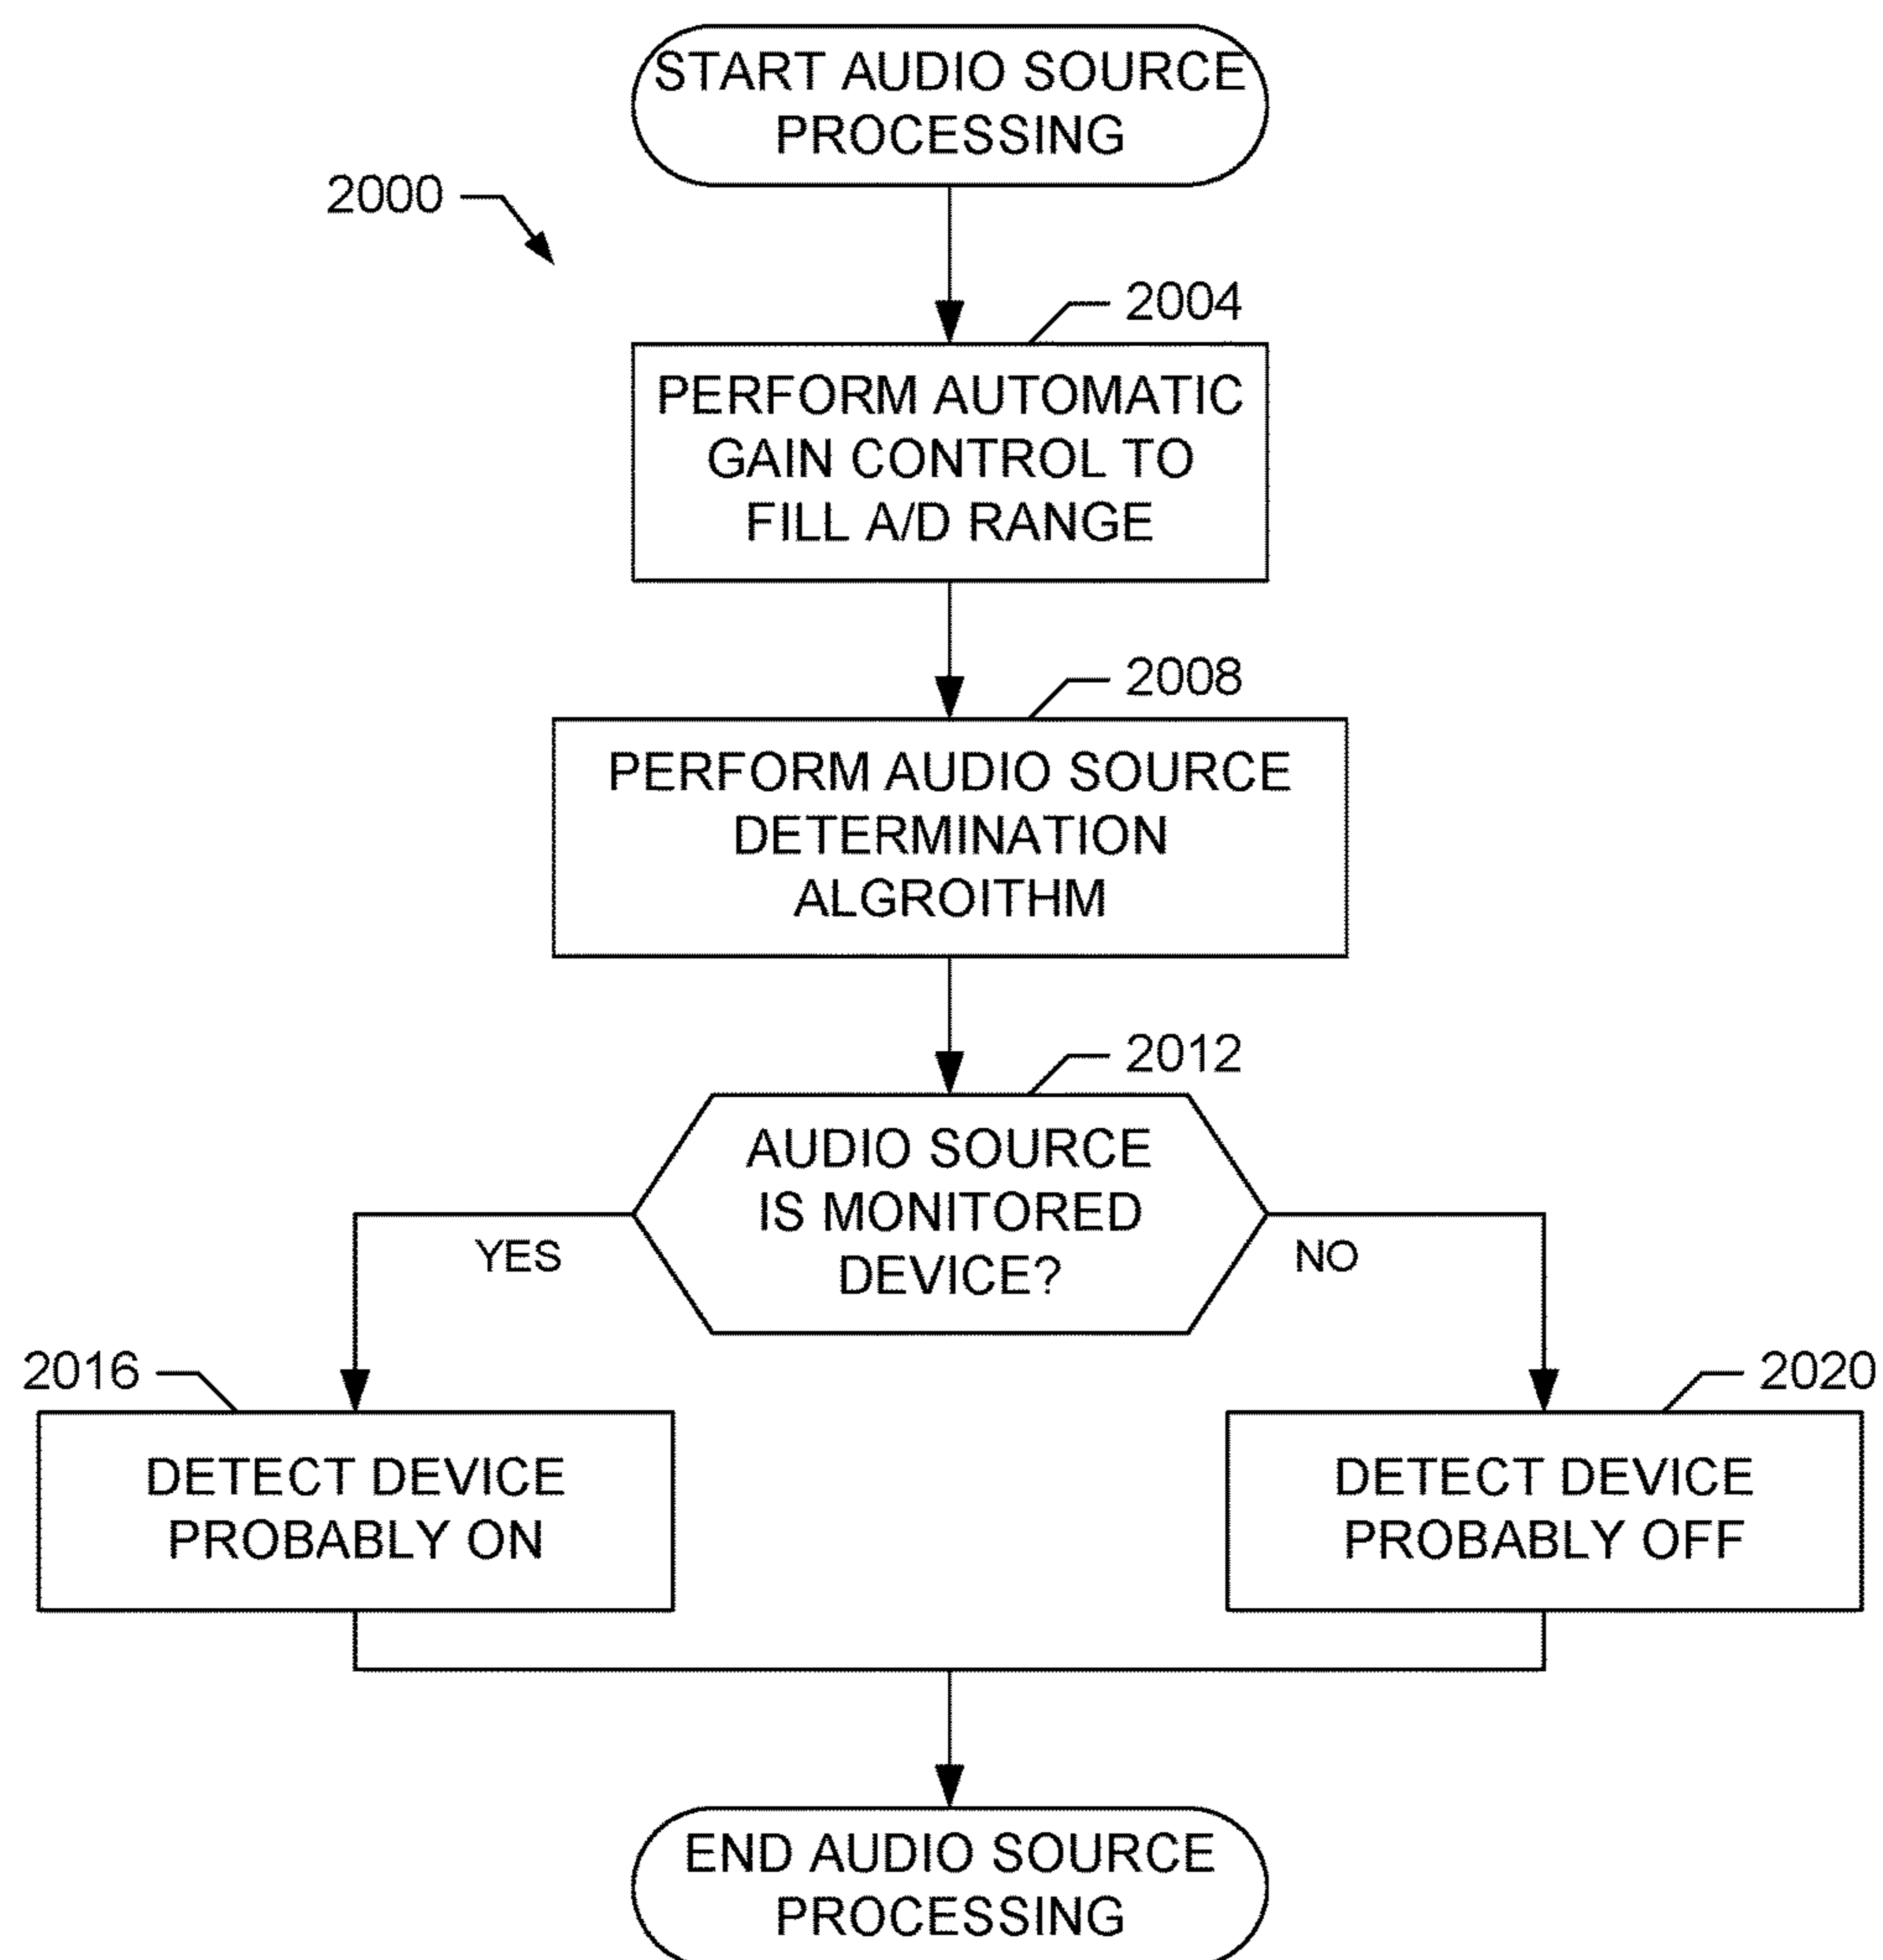 START AUDIO SOURCE
PROCESSING
2000
2004
PERFORM AUTOMATIC
GAIN CONTROL TO
FILL A/D RANGE
2008
PERFORM AUDIO SOURCE
DETERMINATION
ALGROITHM
2012
AUDIO SOURCE
IS MONITORED
DEVICE?
YES
NO
2016
DETECT DEVICE
PROBABLY ON
2020
DETECT DEVICE
PROBABLY OFF
END AUDIO SOURCE
PROCESSING